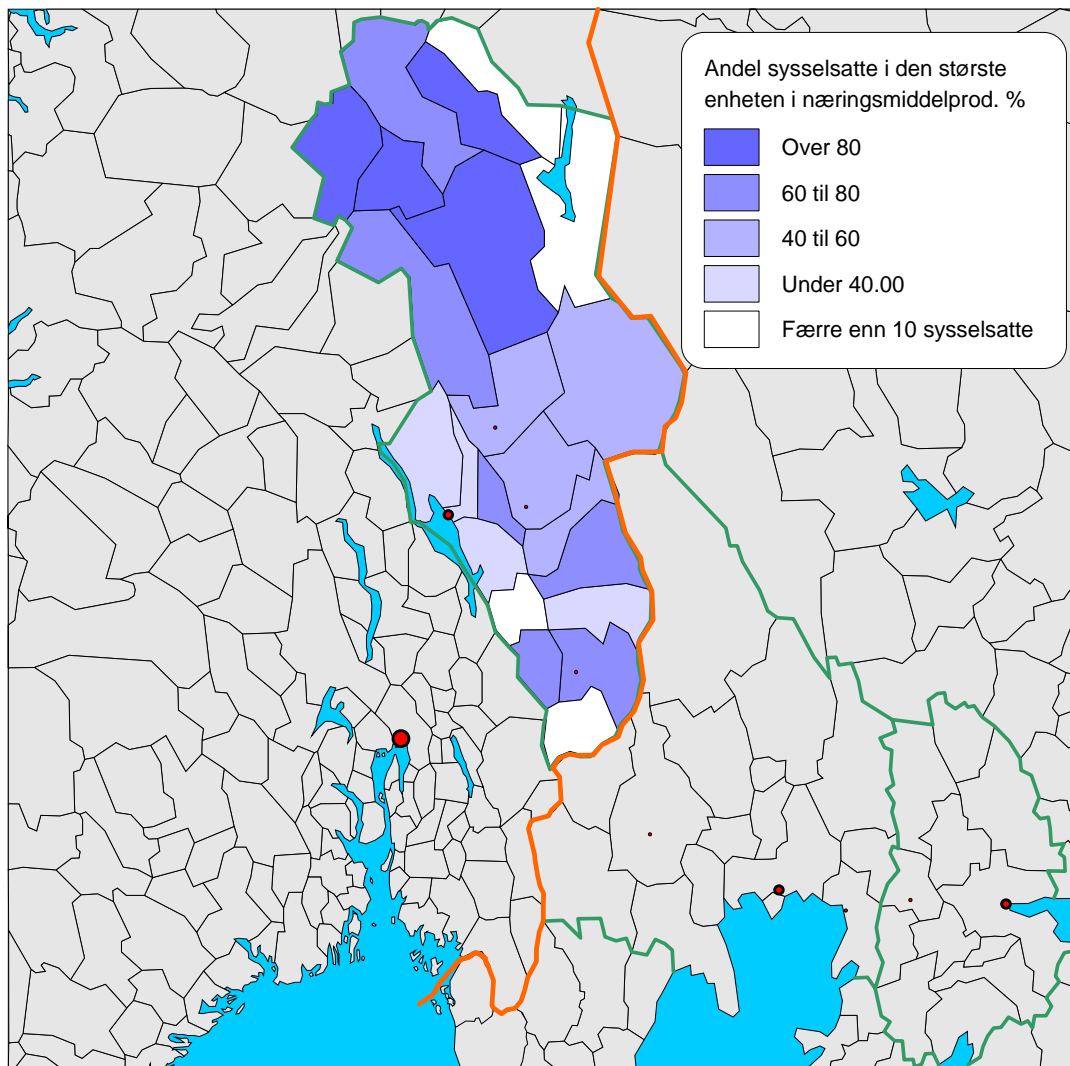 Andel sysselsatte i den største
enheten i næringsmiddelprod. %
Over 80
60 til 80
40 til 60
Under 40.00
Færre enn 10 sysselsatte